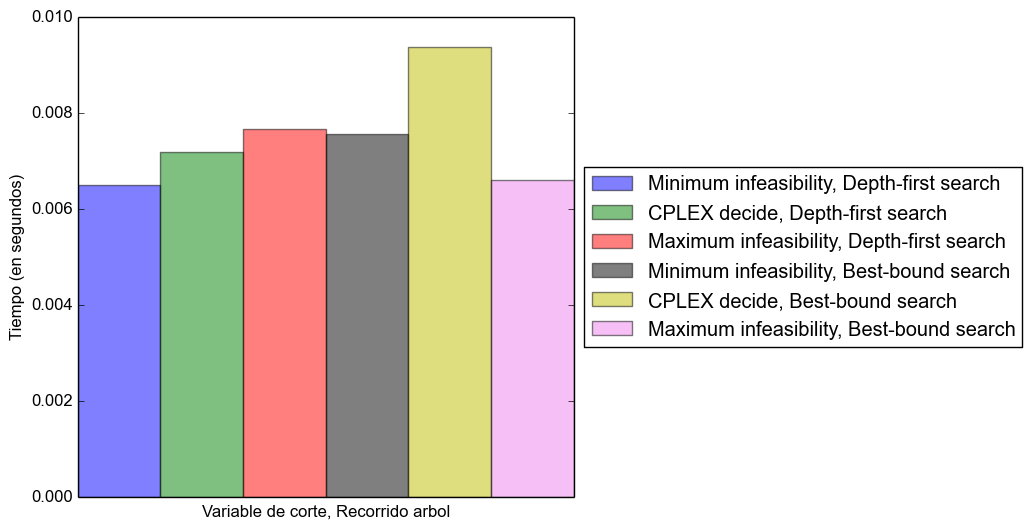 0.010
0.008
0.006
0.004
0.002
0.000
Tiempo (en segundos)
Variable de corte, Recorrido arbol
Minimum infeasibility, Depth-first search
CPLEX decide, Depth-first search
Maximum infeasibility, Depth-first search
Minimum infeasibility, Best-bound search
CPLEX decide, Best-bound search
Maximum infeasibility, Best-bound search